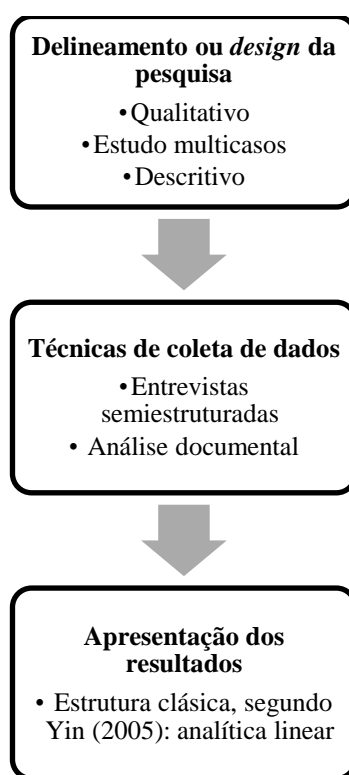 Delineamento ou design da
pesquisa
•Qualitativo
•Estudo multicasos
•Descritivo
Técnicas de coleta de dados
•Entrevistas
semiestruturadas
• Análise documental
Apresentação dos
resultados
• Estrutura clásica, segundo
Yin (2005): analítica linear